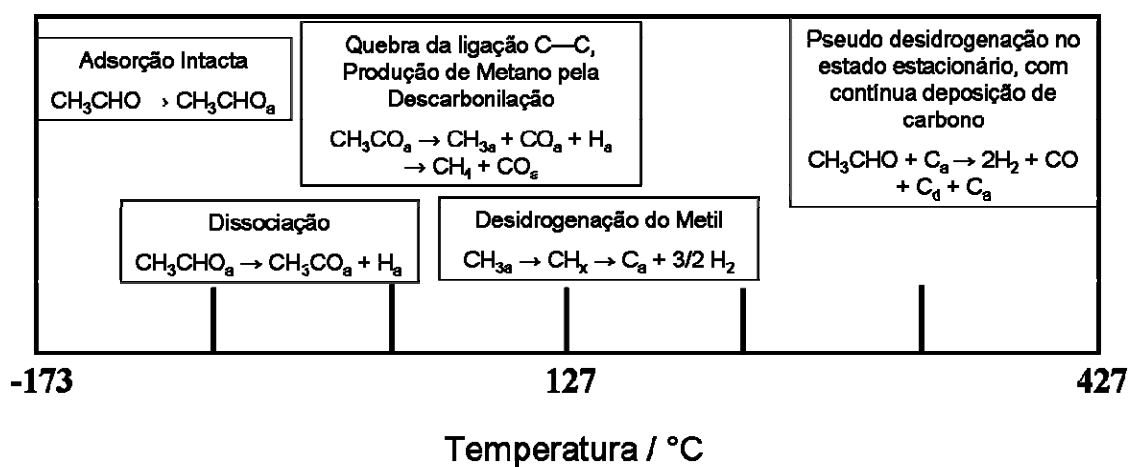 Adsorção Intacta
CH₃CHO → CH₃CHOₐ
Quebra da ligação C—C,
Produção de Metano pela
Descarbonilação
CH₃COₐ → CH₃ₐ + COₐ + Hₐ
→ CH₄ + COₐ
Pseudo desidrogenação no
estado estacionário, com
contínua deposição de
carbono
CH₃CHO + Cₐ → 2H₂ + CO
+ C_d + Cₐ
Dissociação
CH₃CHOₐ → CH₃COₐ + Hₐ
Desidrogenação do Metil
CH₃ₐ → CHₓ → Cₐ + 3/2 H₂
-173
127
427
Temperatura / °C